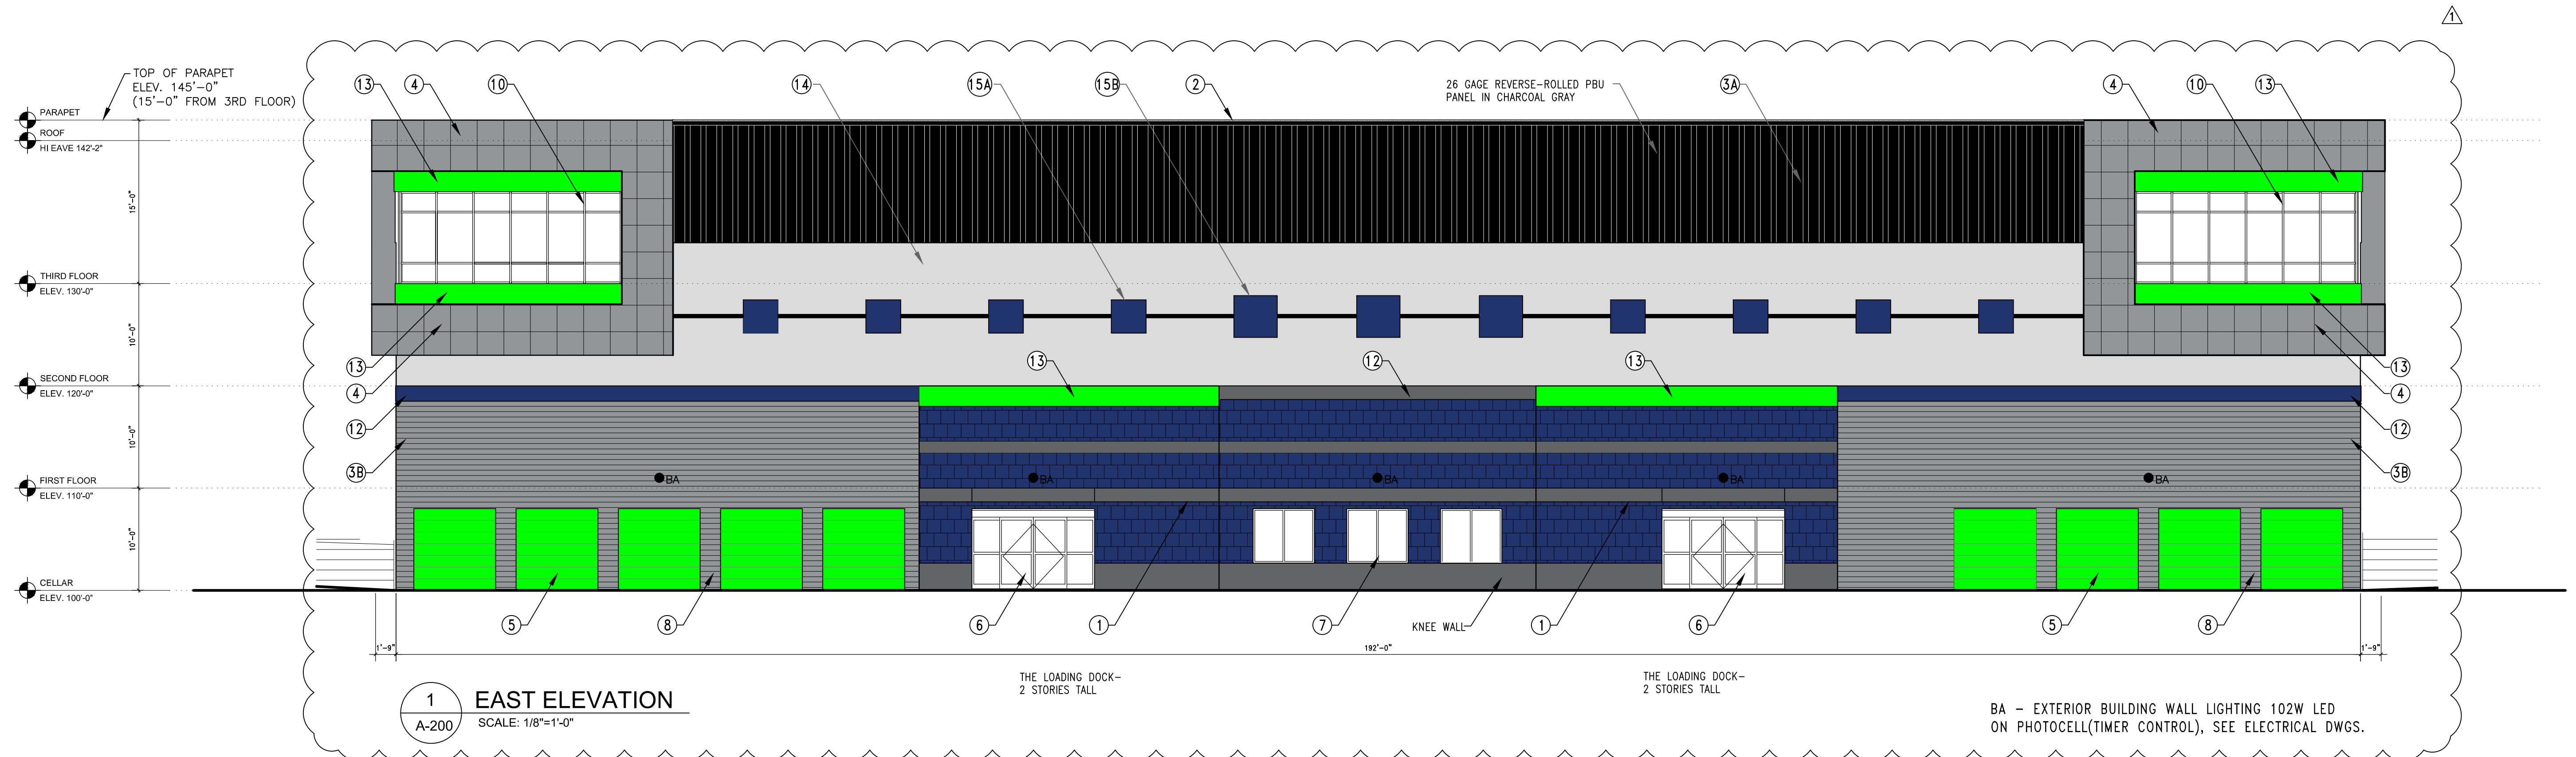 1
TOP OF PARAPET
ELEV. 145'-0"
(15'-0" FROM 3RD FLOOR)
13
4
10
14
15A
15B
2
26 GAGE REVERSE-ROLLED PBU
PANEL IN CHARCOAL GRAY
3A
4
10
13
PARAPET
ROOF
HI EAVE 142'-2"
15'-0"
THIRD FLOOR
ELEV. 130'-0"
10'-0"
13
13
12
13
13
SECOND FLOOR
ELEV. 120'-0"
4
4
12
12
10'-0"
3B
3B
FIRST FLOOR
ELEV. 110'-0"
BA
BA
BA
BA
BA
10'-0"
CELLAR
ELEV. 100'-0"
5
8
6
1
7
KNEE WALL
1
6
5
8
1'-9"
192'-0"
1'-9"
THE LOADING DOCK-
2 STORIES TALL
THE LOADING DOCK-
2 STORIES TALL
1
A-200
EAST ELEVATION
SCALE: 1/8"=1'-0"
BA - EXTERIOR BUILDING WALL LIGHTING 102W LED
ON PHOTOCELL(TIMER CONTROL), SEE ELECTRICAL DWGS.